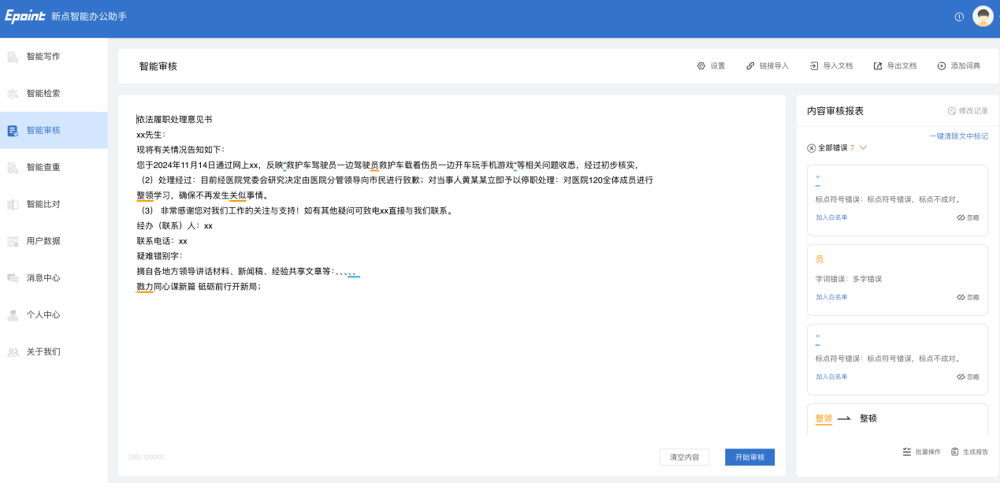 Epoint 新点智能办公助手
智能写作
智能检索
智能审核
智能查重
智能比对
用户数据
消息中心
个人中心
关于我们
智能审核
设置
链接导入
导入文档
导出文档
添加词典
依法履职处理意见书
xx先生：
现将有关情况告知如下：
您于2024年11月14日通过网上xx，反映“救护车驾驶员一边驾驶员救护车载着伤员一边开车玩手机游戏“等相关问题收悉，经过初步核实，
（2）处理经过：目前经医院党委会研究决定由医院分管领导向市民进行致歉；对当事人黄某某立即予以停职处理：对医院120全体成员进行
整领学习，确保不再发生关似事情。
（3） 非常感谢您对我们工作的关注与支持！如有其他疑问可致电xx直接与我们联系。
经办（联系）人：xx
联系电话：xx
疑难错别字：
摘自各地方领导讲话材料、新闻稿、经验共享文章等：、、、、、
戮力同心谋新篇 砥砺前行开新局；
289/100000
清空内容
开始审核
内容审核报表
修改记录
一键清除文中标记
全部错误 7
“
标点符号错误：标点符号错误，标点不成对。
加入白名单
忽略
员
字词错误：多字错误
加入白名单
忽略
“
标点符号错误：标点符号错误，标点不成对。
加入白名单
忽略
整领 整顿
批量操作
生成报告